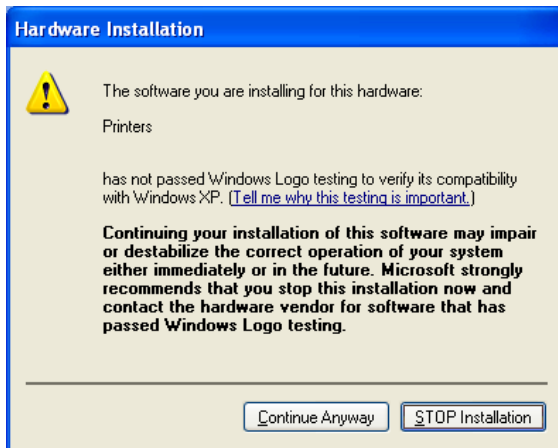 Hardware Installation
The software you are installing for this hardware:
Printers
has not passed Windows Logo testing to verify its compatibility
with Windows XP. (Tell me why this testing is important.)
Continuing your installation of this software may impair
or destabilize the correct operation of your system
either immediately or in the future. Microsoft strongly
recommends that you stop this installation now and
contact the hardware vendor for software that has
passed Windows Logo testing.
Continue Anyway STOP Installation